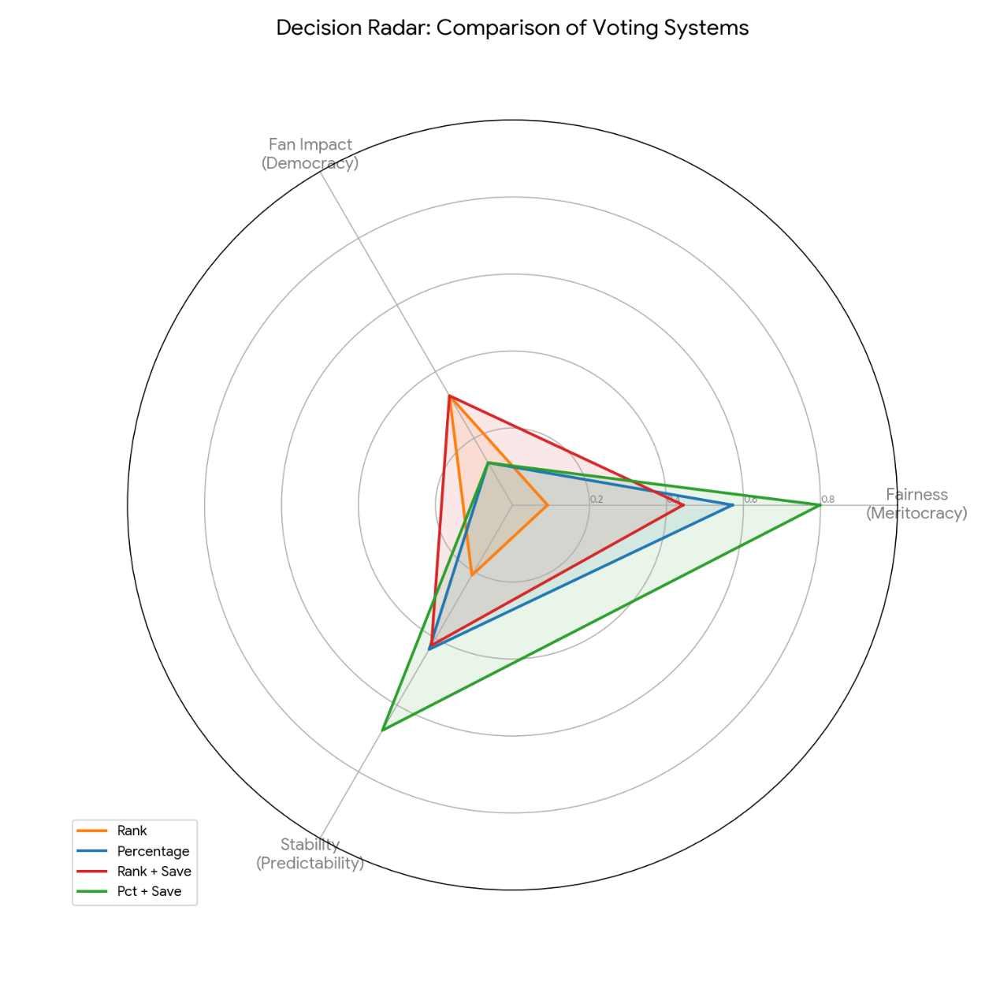 Decision Radar: Comparison of Voting Systems
Fan Impact
(Democracy)
0.2
0.4
0.6
0.8
Fairness
(Meritocracy)
Stability
(Predictability)
Rank
Percentage
Rank + Save
Pct + Save